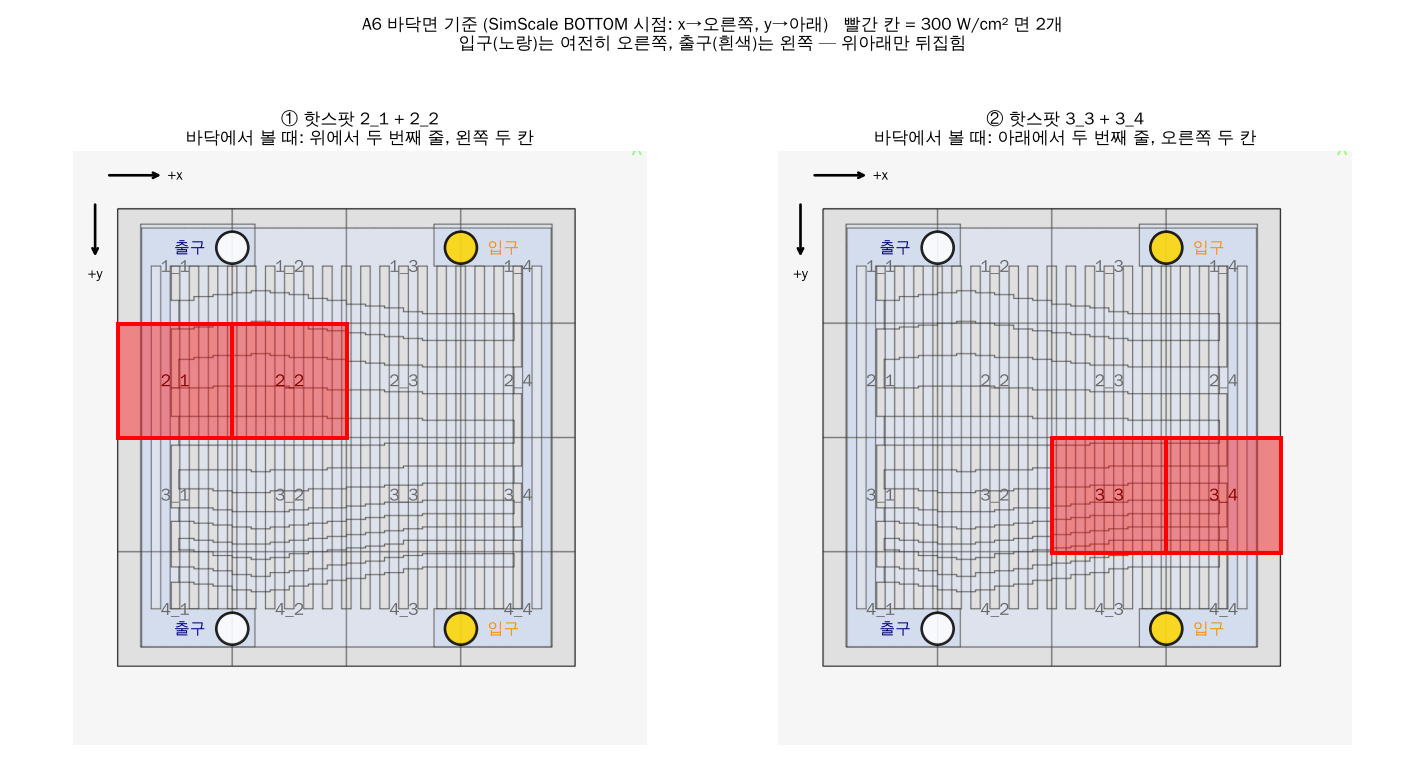 A6 바닥면 기준 (SimScale BOTTOM 시점: x→오른쪽, y→아래)   빨간 칸 = 300 W/cm² 면 2개
입구(노랑)는 여전히 오른쪽, 출구(흰색)는 왼쪽 — 위아래만 뒤집힘
① 핫스팟 2_1 + 2_2
바닥에서 볼 때: 위에서 두 번째 줄, 왼쪽 두 칸
+x
+y
출구
입구
1_1
1_2
1_3
1_4
2_1
2_2
2_3
2_4
3_1
3_2
3_3
3_4
4_1
4_2
4_3
4_4
출구
입구
② 핫스팟 3_3 + 3_4
바닥에서 볼 때: 아래에서 두 번째 줄, 오른쪽 두 칸
+x
+y
출구
입구
1_1
1_2
1_3
1_4
2_1
2_2
2_3
2_4
3_1
3_2
3_3
3_4
4_1
4_2
4_3
4_4
출구
입구